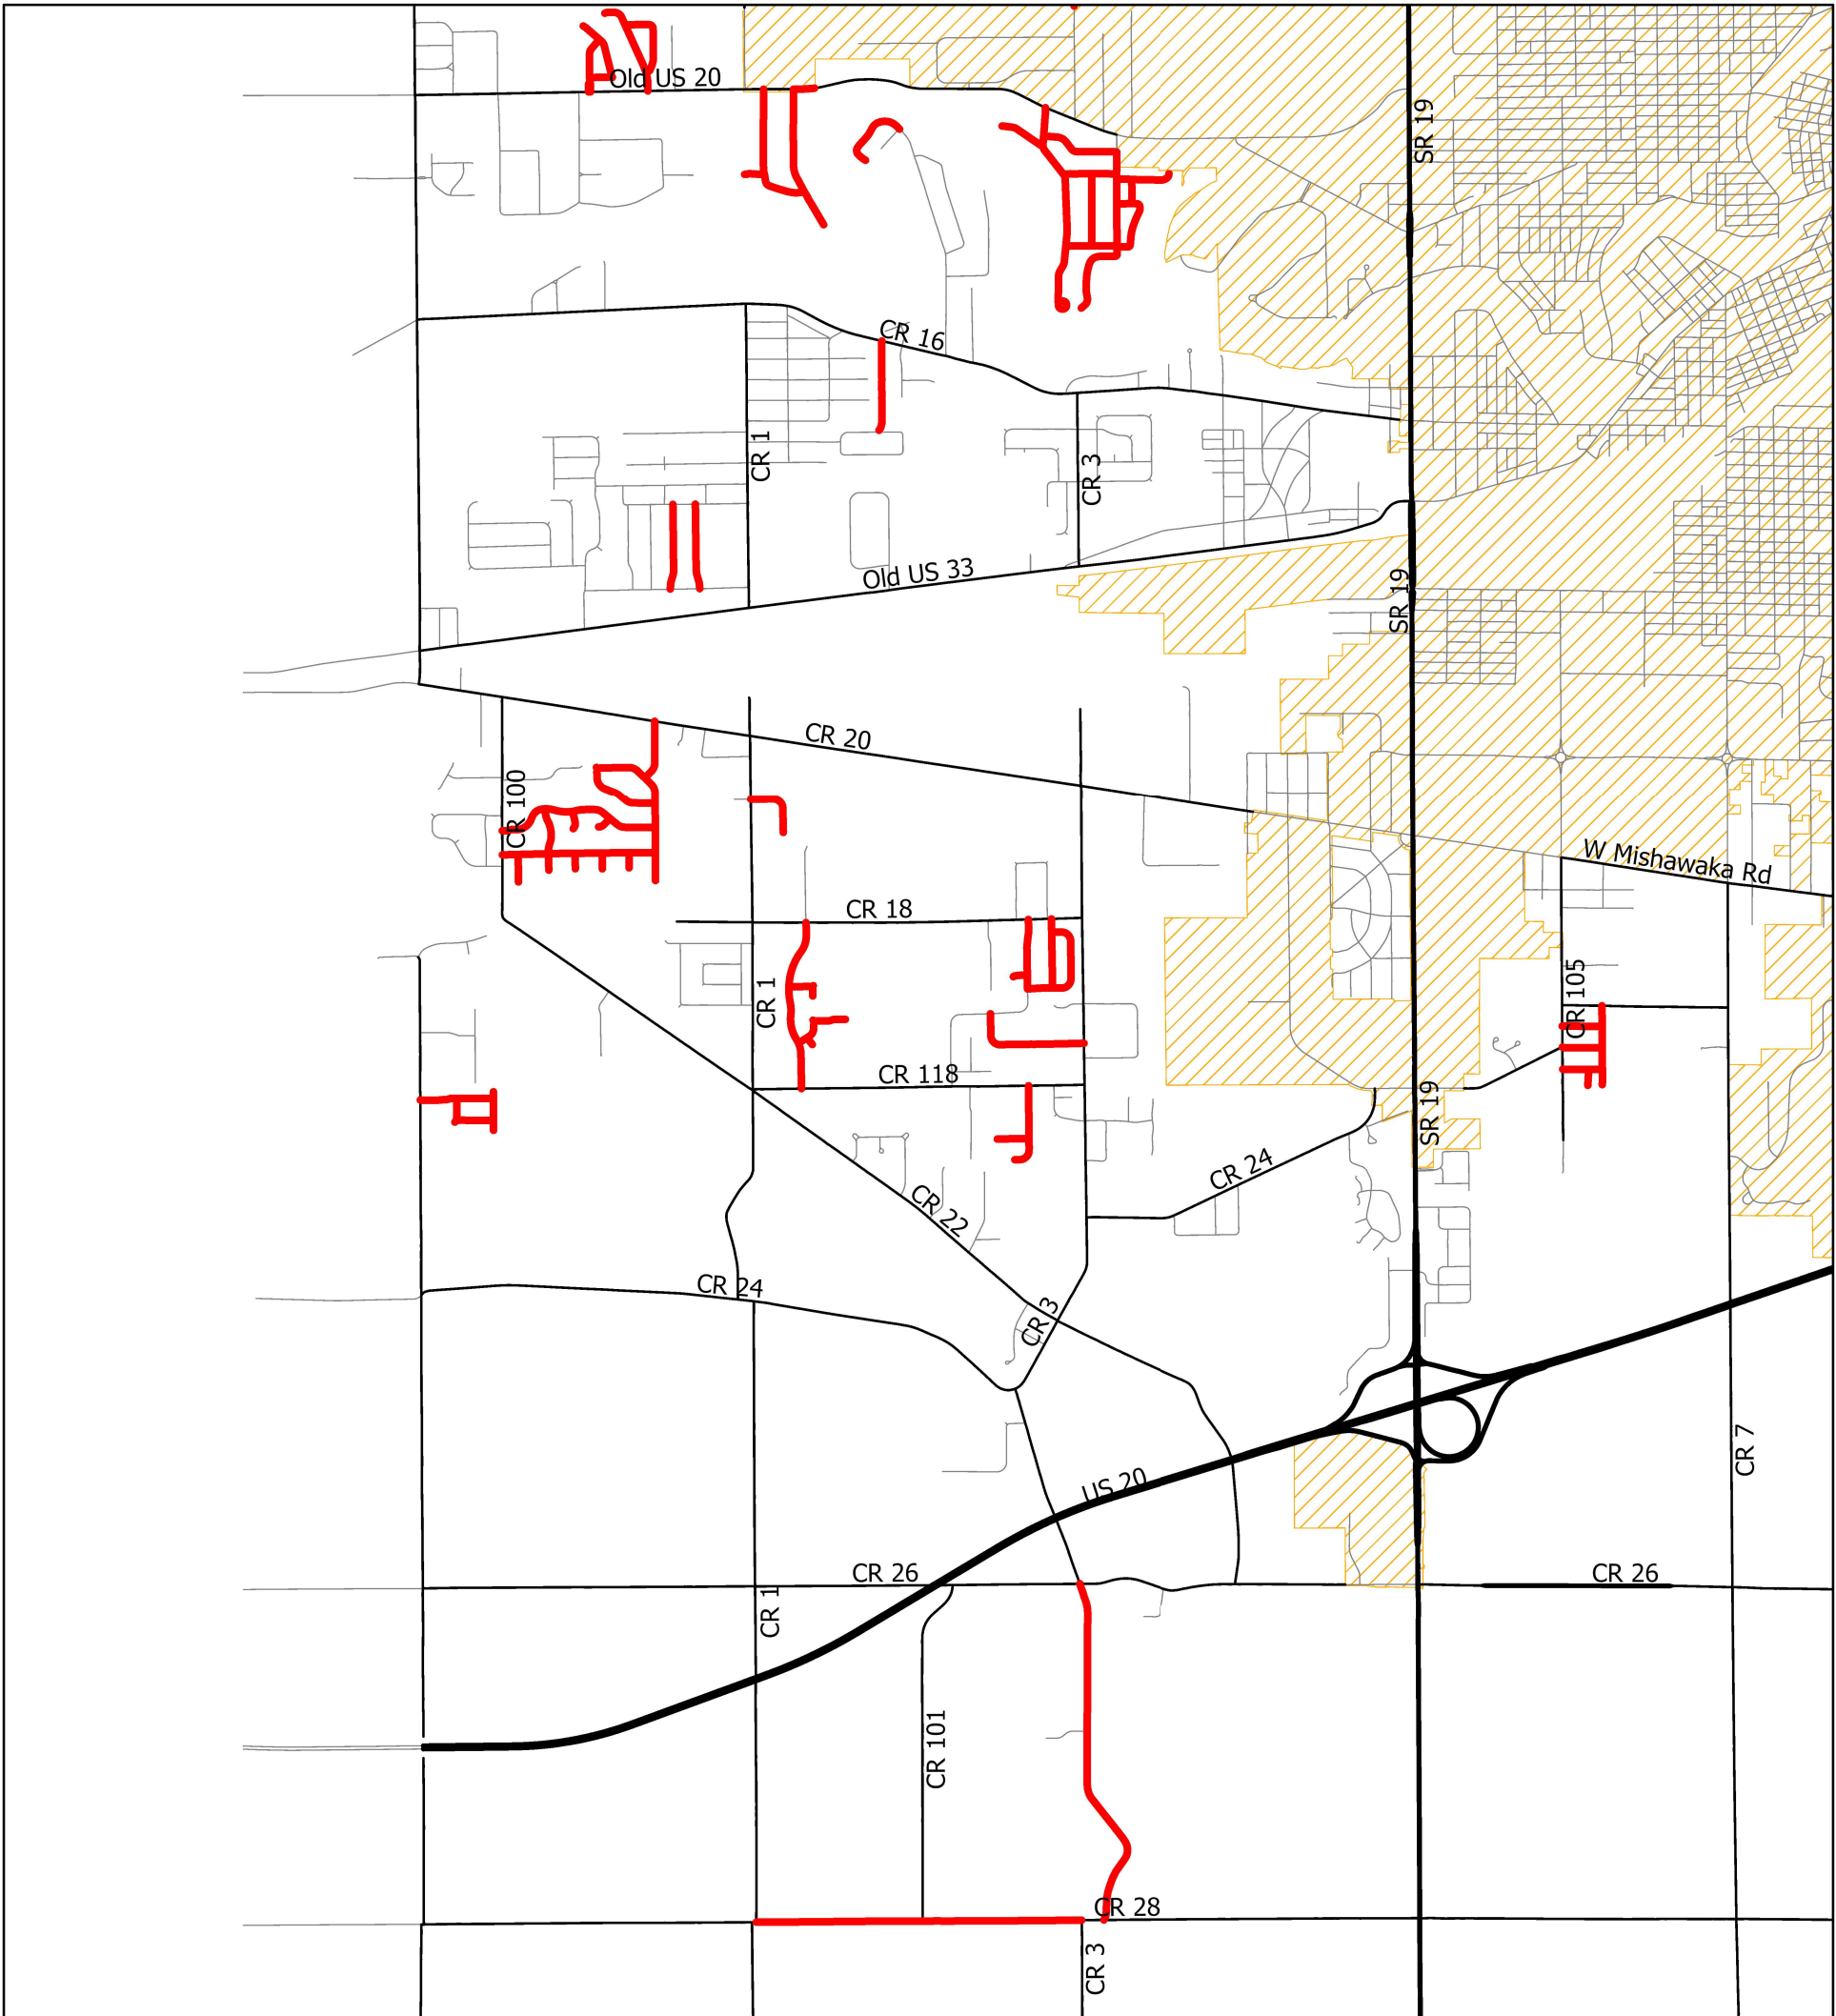 Old US 20
SR 19
CR 16
CR 1
CR 3
Old US 33
SR 19
CR 20
CR 100
W Mishawaka Rd
CR 18
CR 1
CR 105
CR 118
SR 19
CR 24
CR 22
CR 24
CR 3
CR 7
US 20
CR 26
CR 26
CR 1
CR 101
CR 28
CR 3